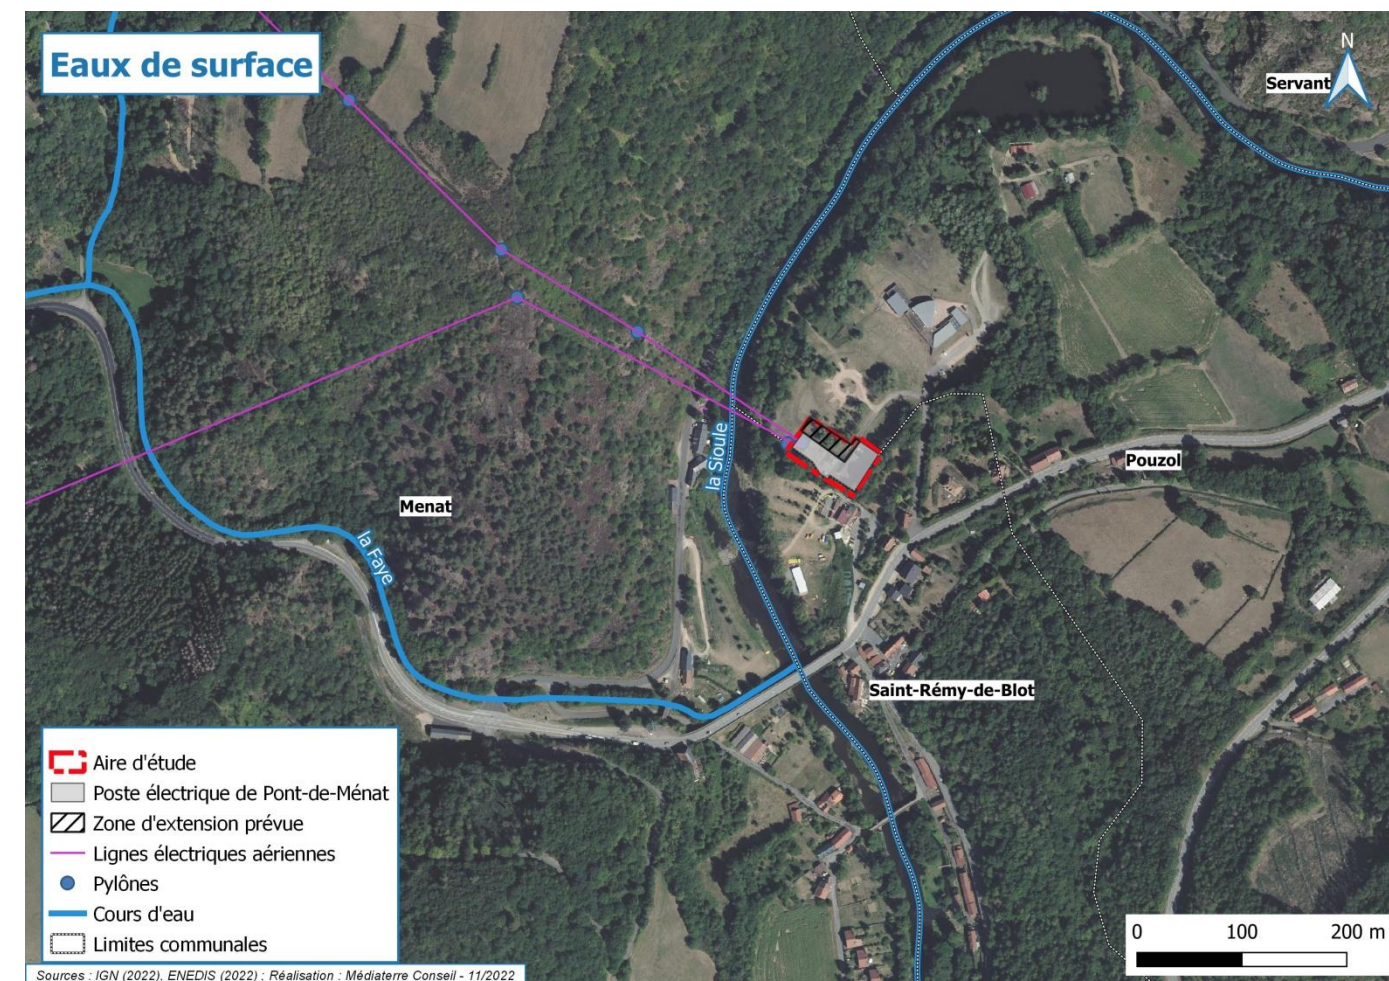 Eaux de surface
N
Servant
la Sioule
Pouzol
Menat
la Faye
Saint-Rémy-de-Blot
Aire d'étude
Poste électrique de Pont-de-Ménat
Zone d'extension prévue
Lignes électriques aériennes
Pylônes
Cours d'eau
Limites communales
0 100 200 m
Sources : IGN (2022), ENEDIS (2022) ; Réalisation : Médiaterre Conseil - 11/2022